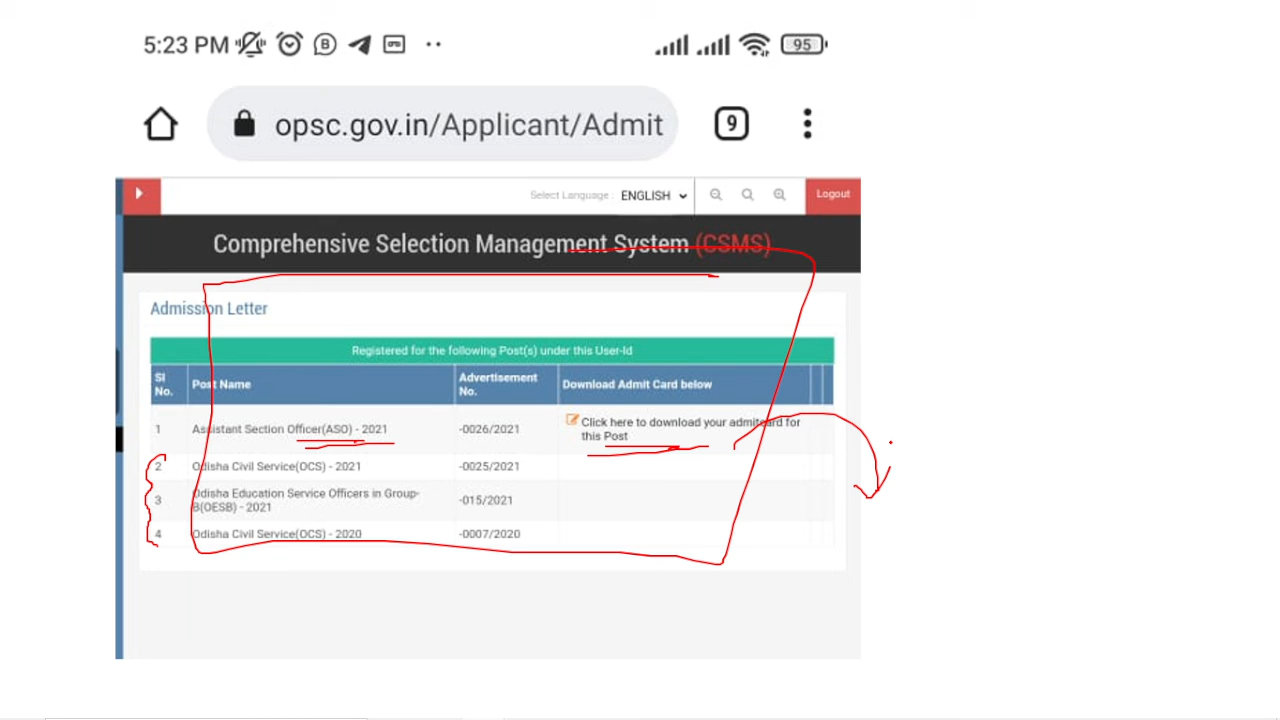 5:23 PM B 95
opsc.gov.in/Applicant/Admit 9
Select Language : ENGLISH Logout
Comprehensive Selection Management System (CSMS)
Admission Letter
Registered for the following Post(s) under this User-Id
Sl No. Post Name Advertisement No. Download Admit Card below
1 Assistant Section Officer(ASO) - 2021 -0026/2021 Click here to download your admitcard for this Post
2 Odisha Civil Service(OCS) - 2021 -0025/2021
3 Odisha Education Service Officers in Group-B(OESB) - 2021 -015/2021
4 Odisha Civil Service(OCS) - 2020 -0007/2020